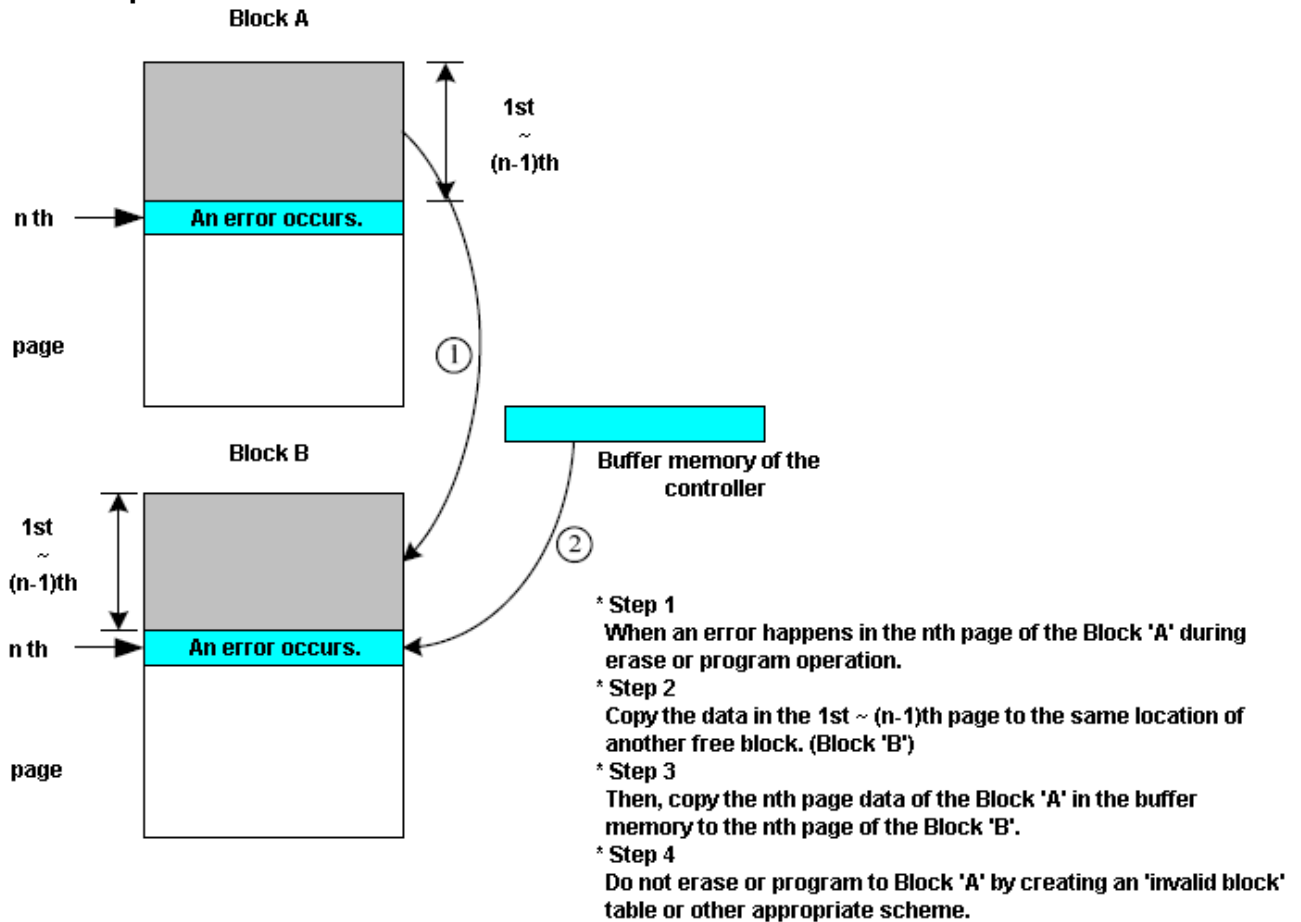 Block A
1st
~
(n-1)th
n th
An error occurs.
page
1
Block B
Buffer memory of the
controller
1st
~
(n-1)th
2
n th
An error occurs.
page
* Step 1
When an error happens in the nth page of the Block 'A' during
erase or program operation.
* Step 2
Copy the data in the 1st ~ (n-1)th page to the same location of
another free block. (Block 'B')
* Step 3
Then, copy the nth page data of the Block 'A' in the buffer
memory to the nth page of the Block 'B'.
* Step 4
Do not erase or program to Block 'A' by creating an 'invalid block'
table or other appropriate scheme.